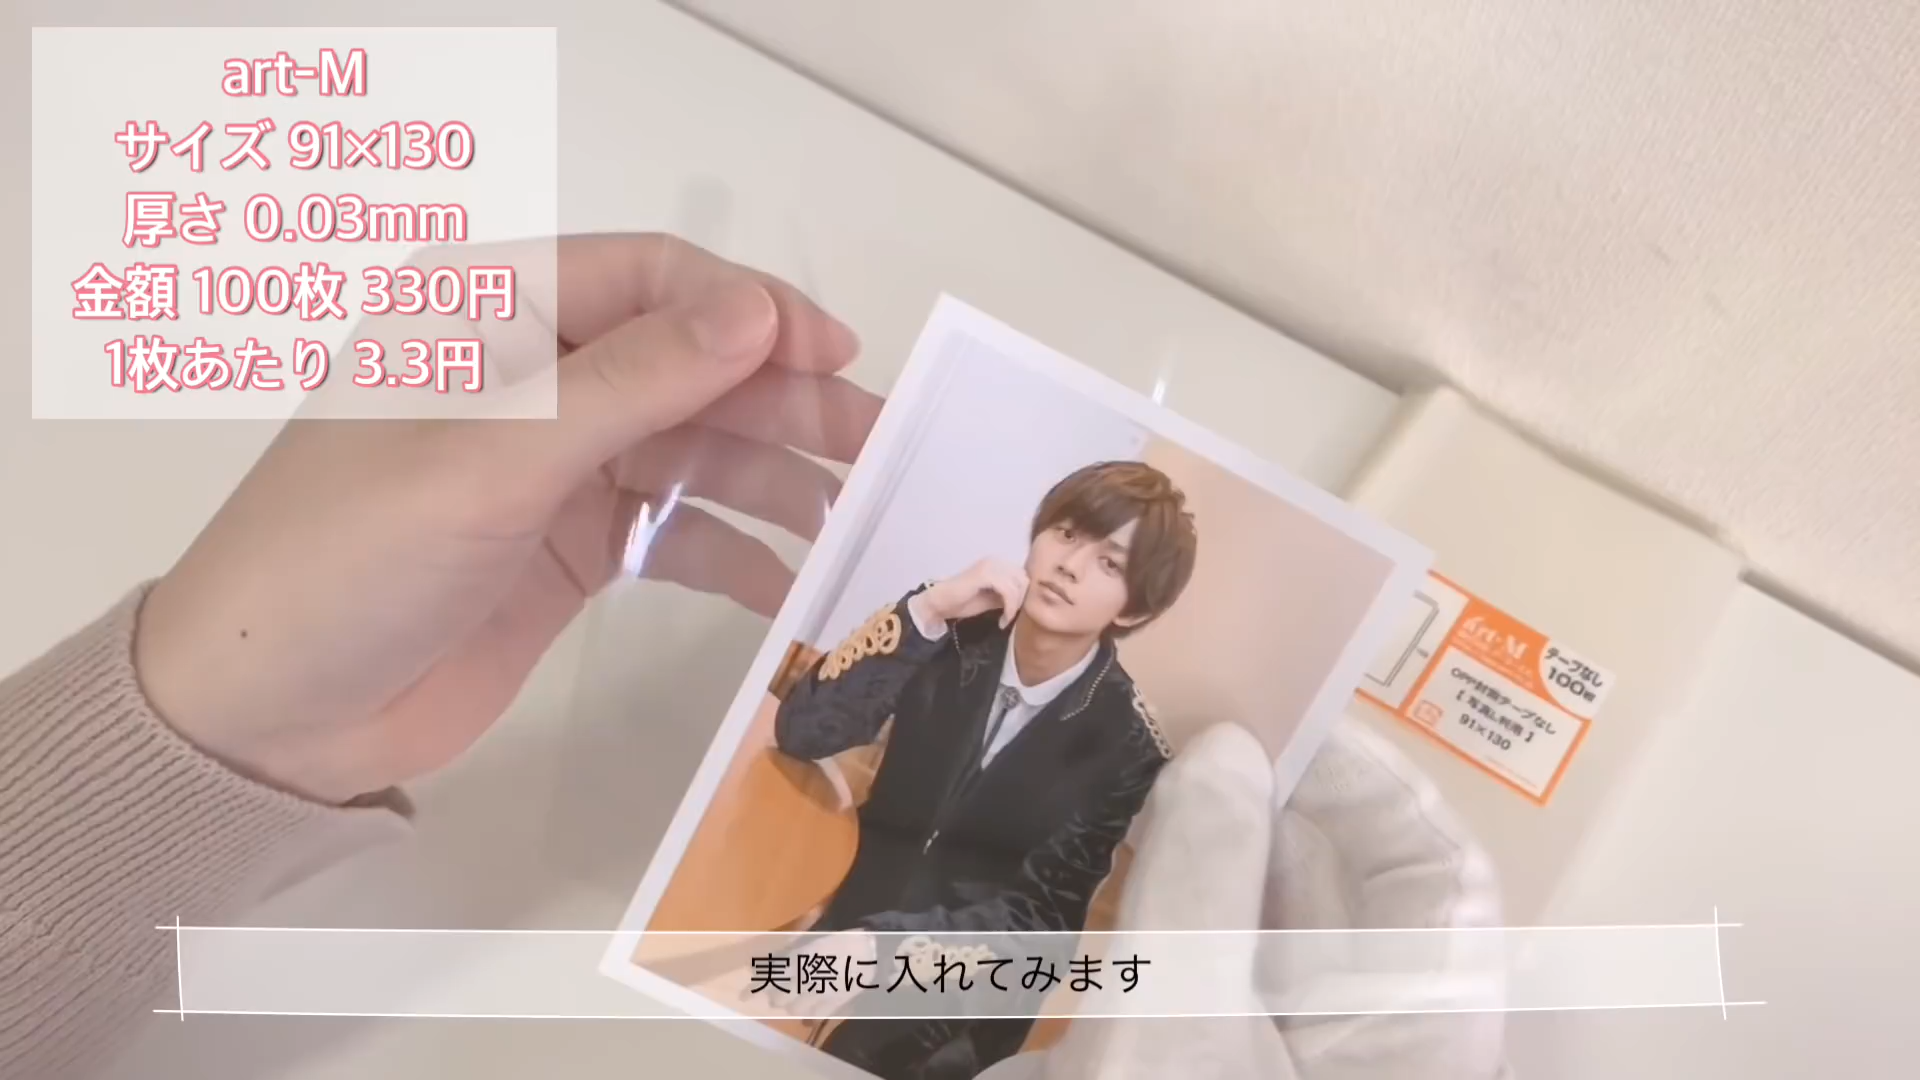 art-M
サイズ 91×130
厚さ 0.03mm
金額 100枚 330円
1枚あたり 3.3円
art-M
テープなし
100枚
OPP封筒テープなし
【写真L判用】
91×130
実際に入れてみます